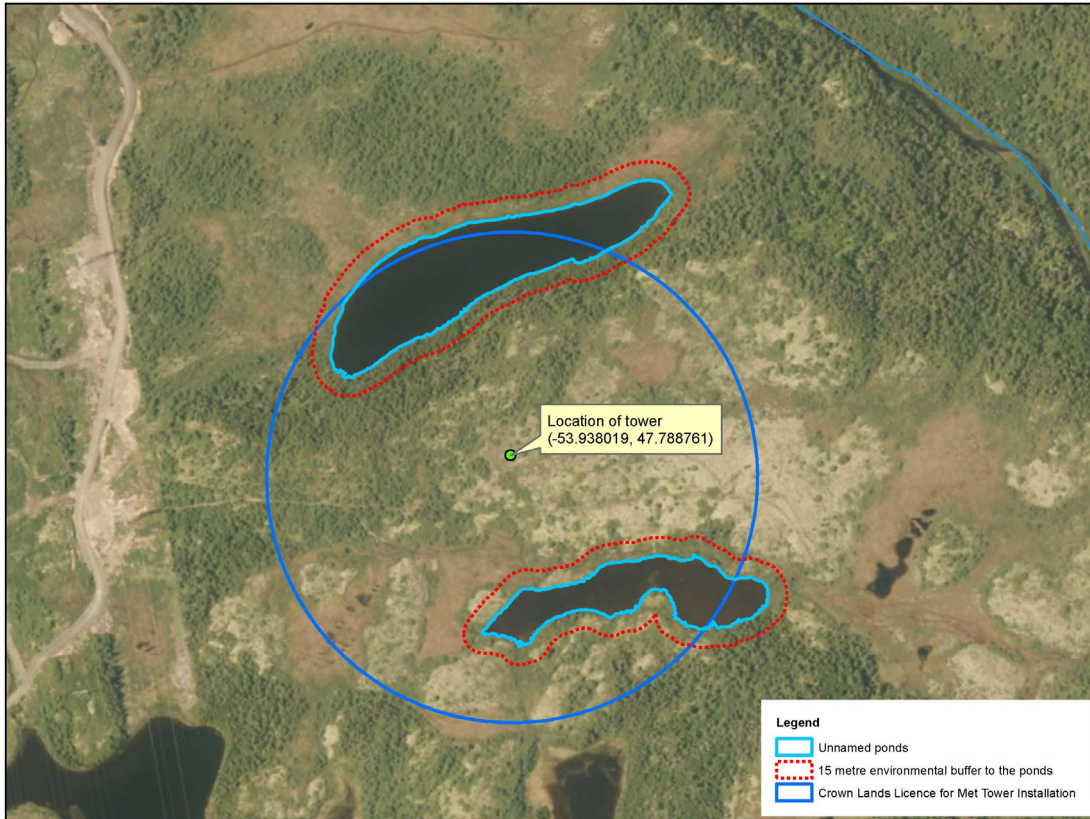 Location of tower
(-53.938019, 47.788761)
Legend
Unnamed ponds
15 metre environmental buffer to the ponds
Crown Lands Licence for Met Tower Installation